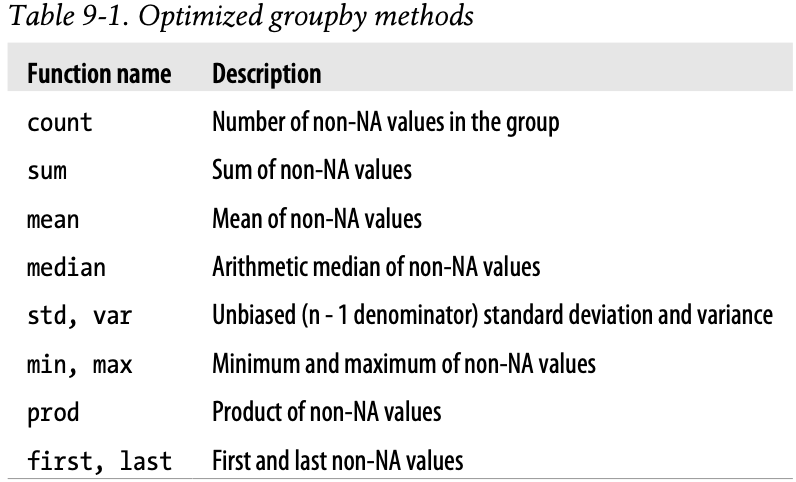 Table 9-1. Optimized groupby methods
Function name Description
count Number of non-NA values in the group
sum Sum of non-NA values
mean Mean of non-NA values
median Arithmetic median of non-NA values
std, var Unbiased (n - 1 denominator) standard deviation and variance
min, max Minimum and maximum of non-NA values
prod Product of non-NA values
first, last First and last non-NA values